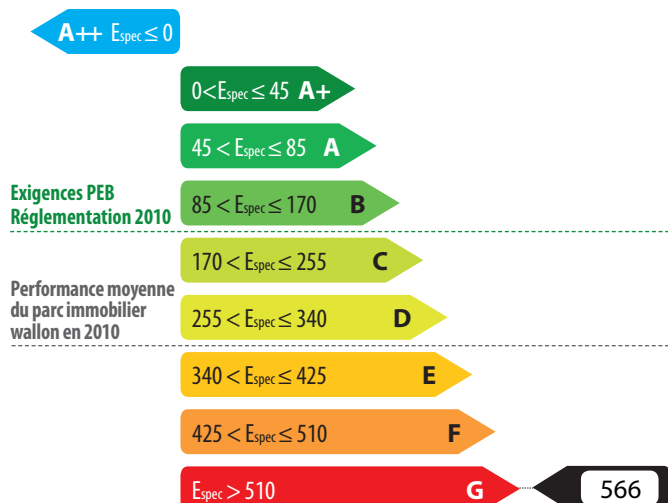 A++ Espec ≤ 0
0<Espec ≤ 45 A+
45 < Espec ≤ 85 A
Exigences PEB
Réglementation 2010
85 < Espec ≤ 170 B
170 < Espec ≤ 255 C
Performance moyenne
du parc immobilier
wallon en 2010
255 < Espec ≤ 340 D
340 < Espec ≤ 425 E
425 < Espec ≤ 510 F
Espec > 510 G 566